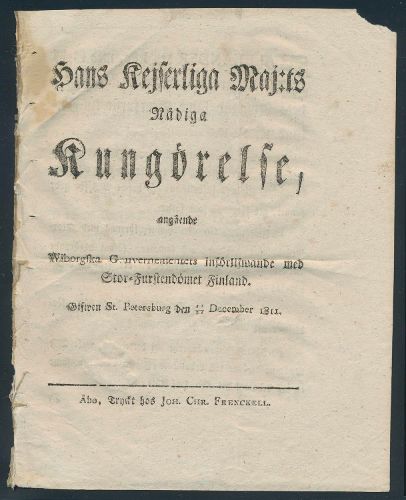 Hans Kejserliga Maj:ts
Nådiga
Kungörelse,
angående
Wiborgska Gouvernementets införlifwande med
Stor-Furstendömet Finland.
Gifwen St. Petersburg den 11/23 December 1811.
Åbo, Tryckt hos JOH. CHR. FRENCKELL.